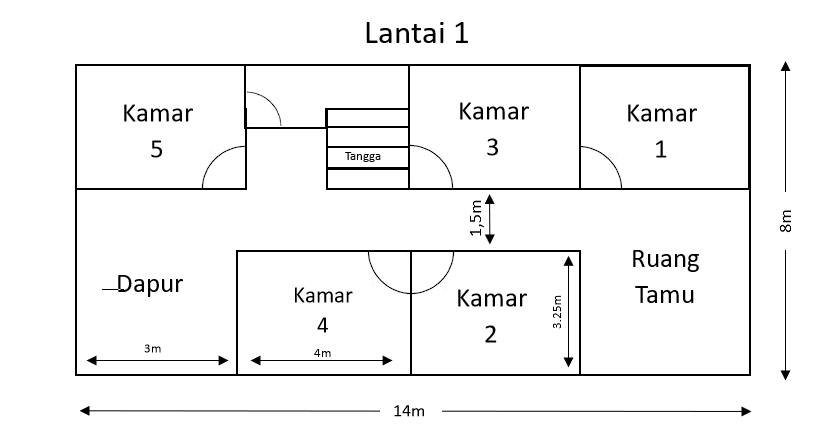 Lantai 1
Kamar
5
Tangga
Kamar
3
Kamar
1
1,5m
8m
Dapur
3m
Kamar
4
4m
Kamar
2
3.25m
Ruang
Tamu
14m